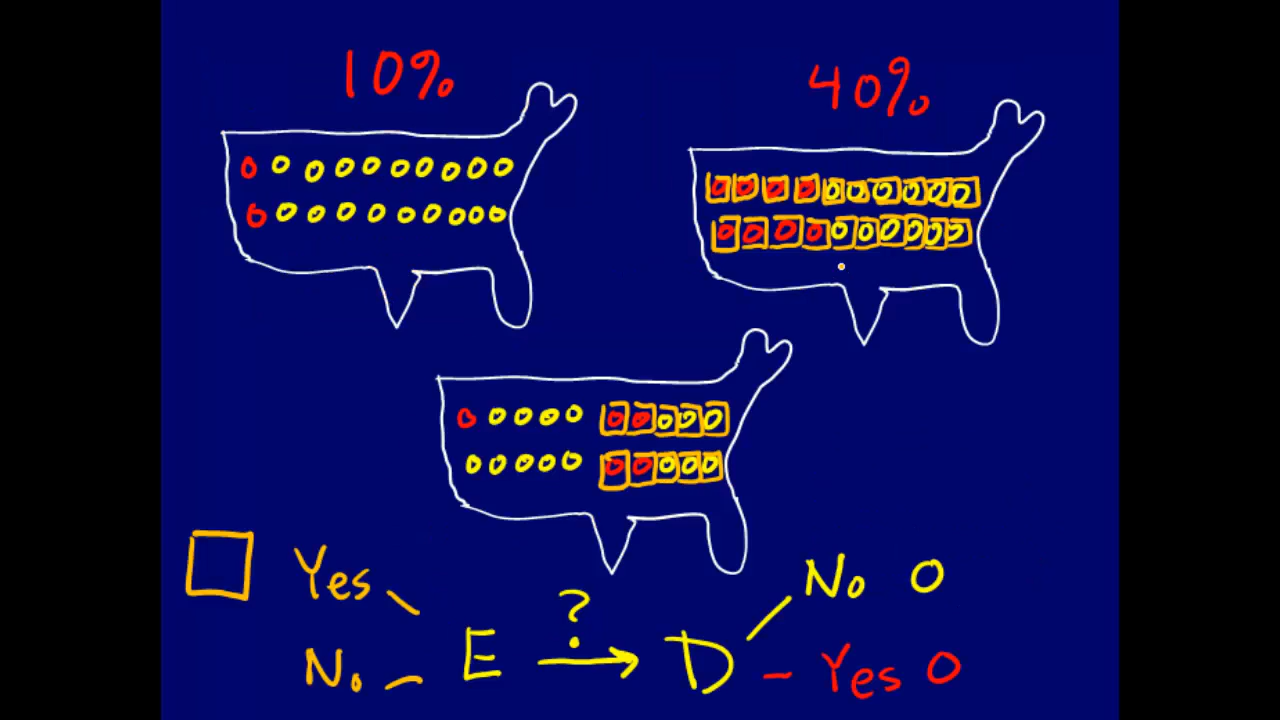 10% 40%
Yes No
?
No. E → D Yes